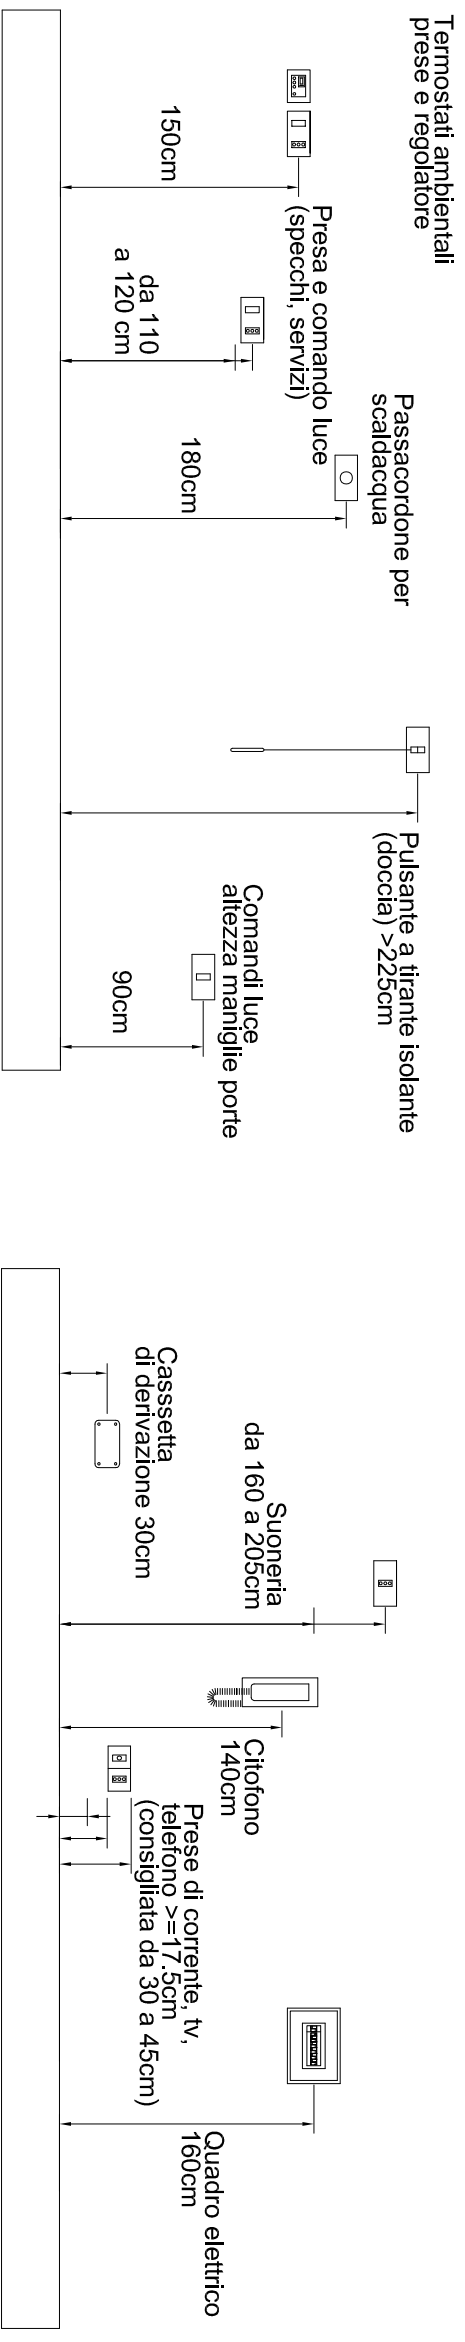 Termostati ambientali
prese e regolatore
150cm
Presa e comando luce
(specchi, servizi)
da 110
a 120 cm
Passacordone per
scaldacqua
180cm
Pulsante a tirante isolante
(doccia) >225cm
Comandi luce
altezza maniglie porte
90cm
Casssetta
di derivazione 30cm
Suoneria
da 160 a 205cm
Citofono
140cm
Prese di corrente, tv,
telefono >=17.5cm
(consigliata da 30 a 45cm)
Quadro elettrico
160cm